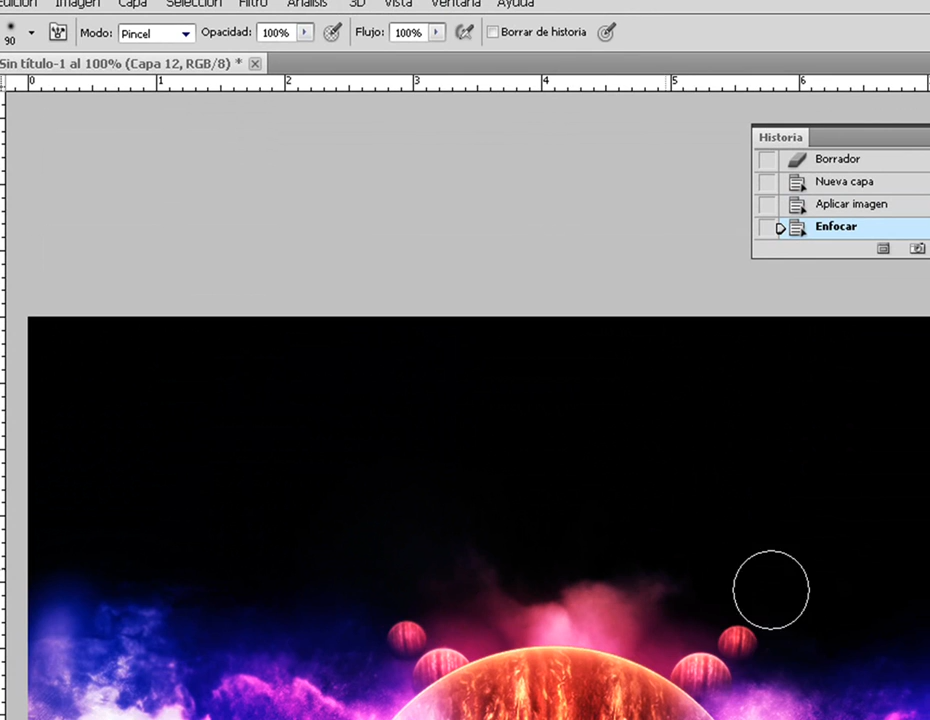 Edición Imagen Capa Selección Filtro Análisis 3D Vista Ventana Ayuda
90 Modo: Pincel Opacidad: 100% Flujo: 100% Borrar de historia
Sin título-1 al 100% (Capa 12, RGB/8) *
0 1 2 3 4 5 6
Historia
Borrador
Nueva capa
Aplicar imagen
Enfocar